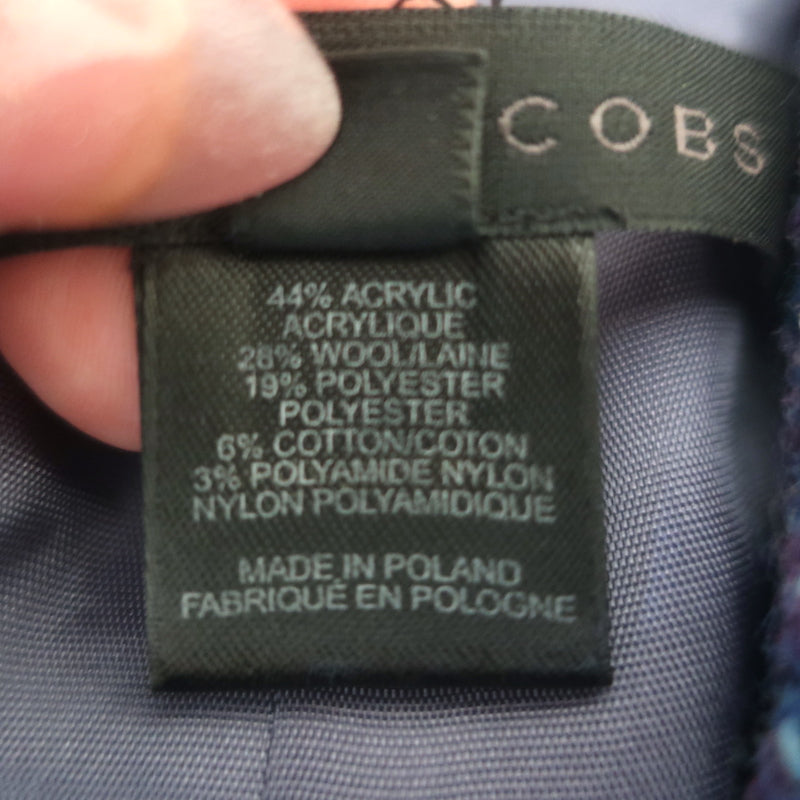 COBS
44% ACRYLIC
ACRYLIQUE
28% WOOL/LAINE
19% POLYESTER
POLYESTER
6% COTTON/COTON
3% POLYAMIDE NYLON
NYLON POLYAMIDIQUE
MADE IN POLAND
FABRIQUÉ EN POLOGNE